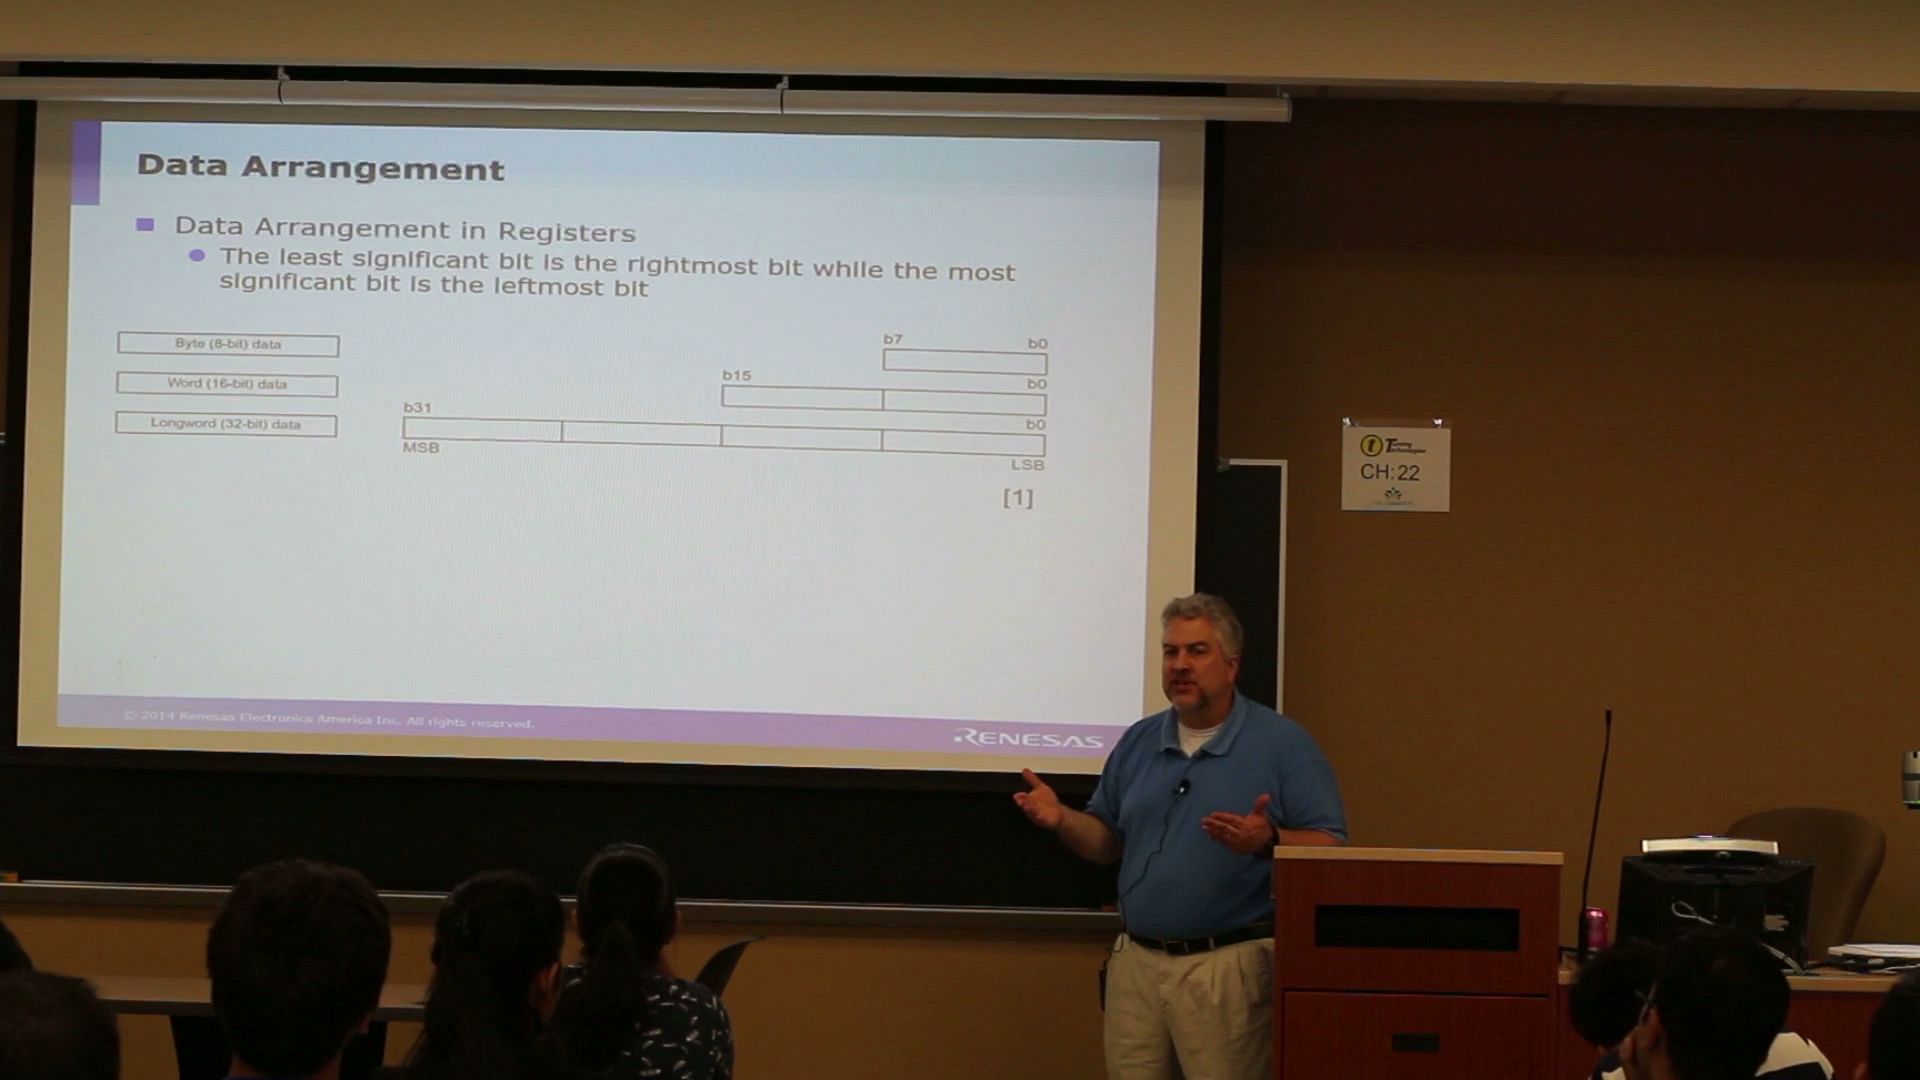 Data Arrangement
Data Arrangement in Registers
The least significant bit is the rightmost bit while the most
significant bit is the leftmost bit
Byte (8-bit) data
b7 b0
Word (16-bit) data
b15 b0
Longword (32-bit) data
b31 b0
MSB LSB
[1]
© 2014 Renesas Electronics America Inc. All rights reserved.
RENESAS
Turning
Technologies
CH:22